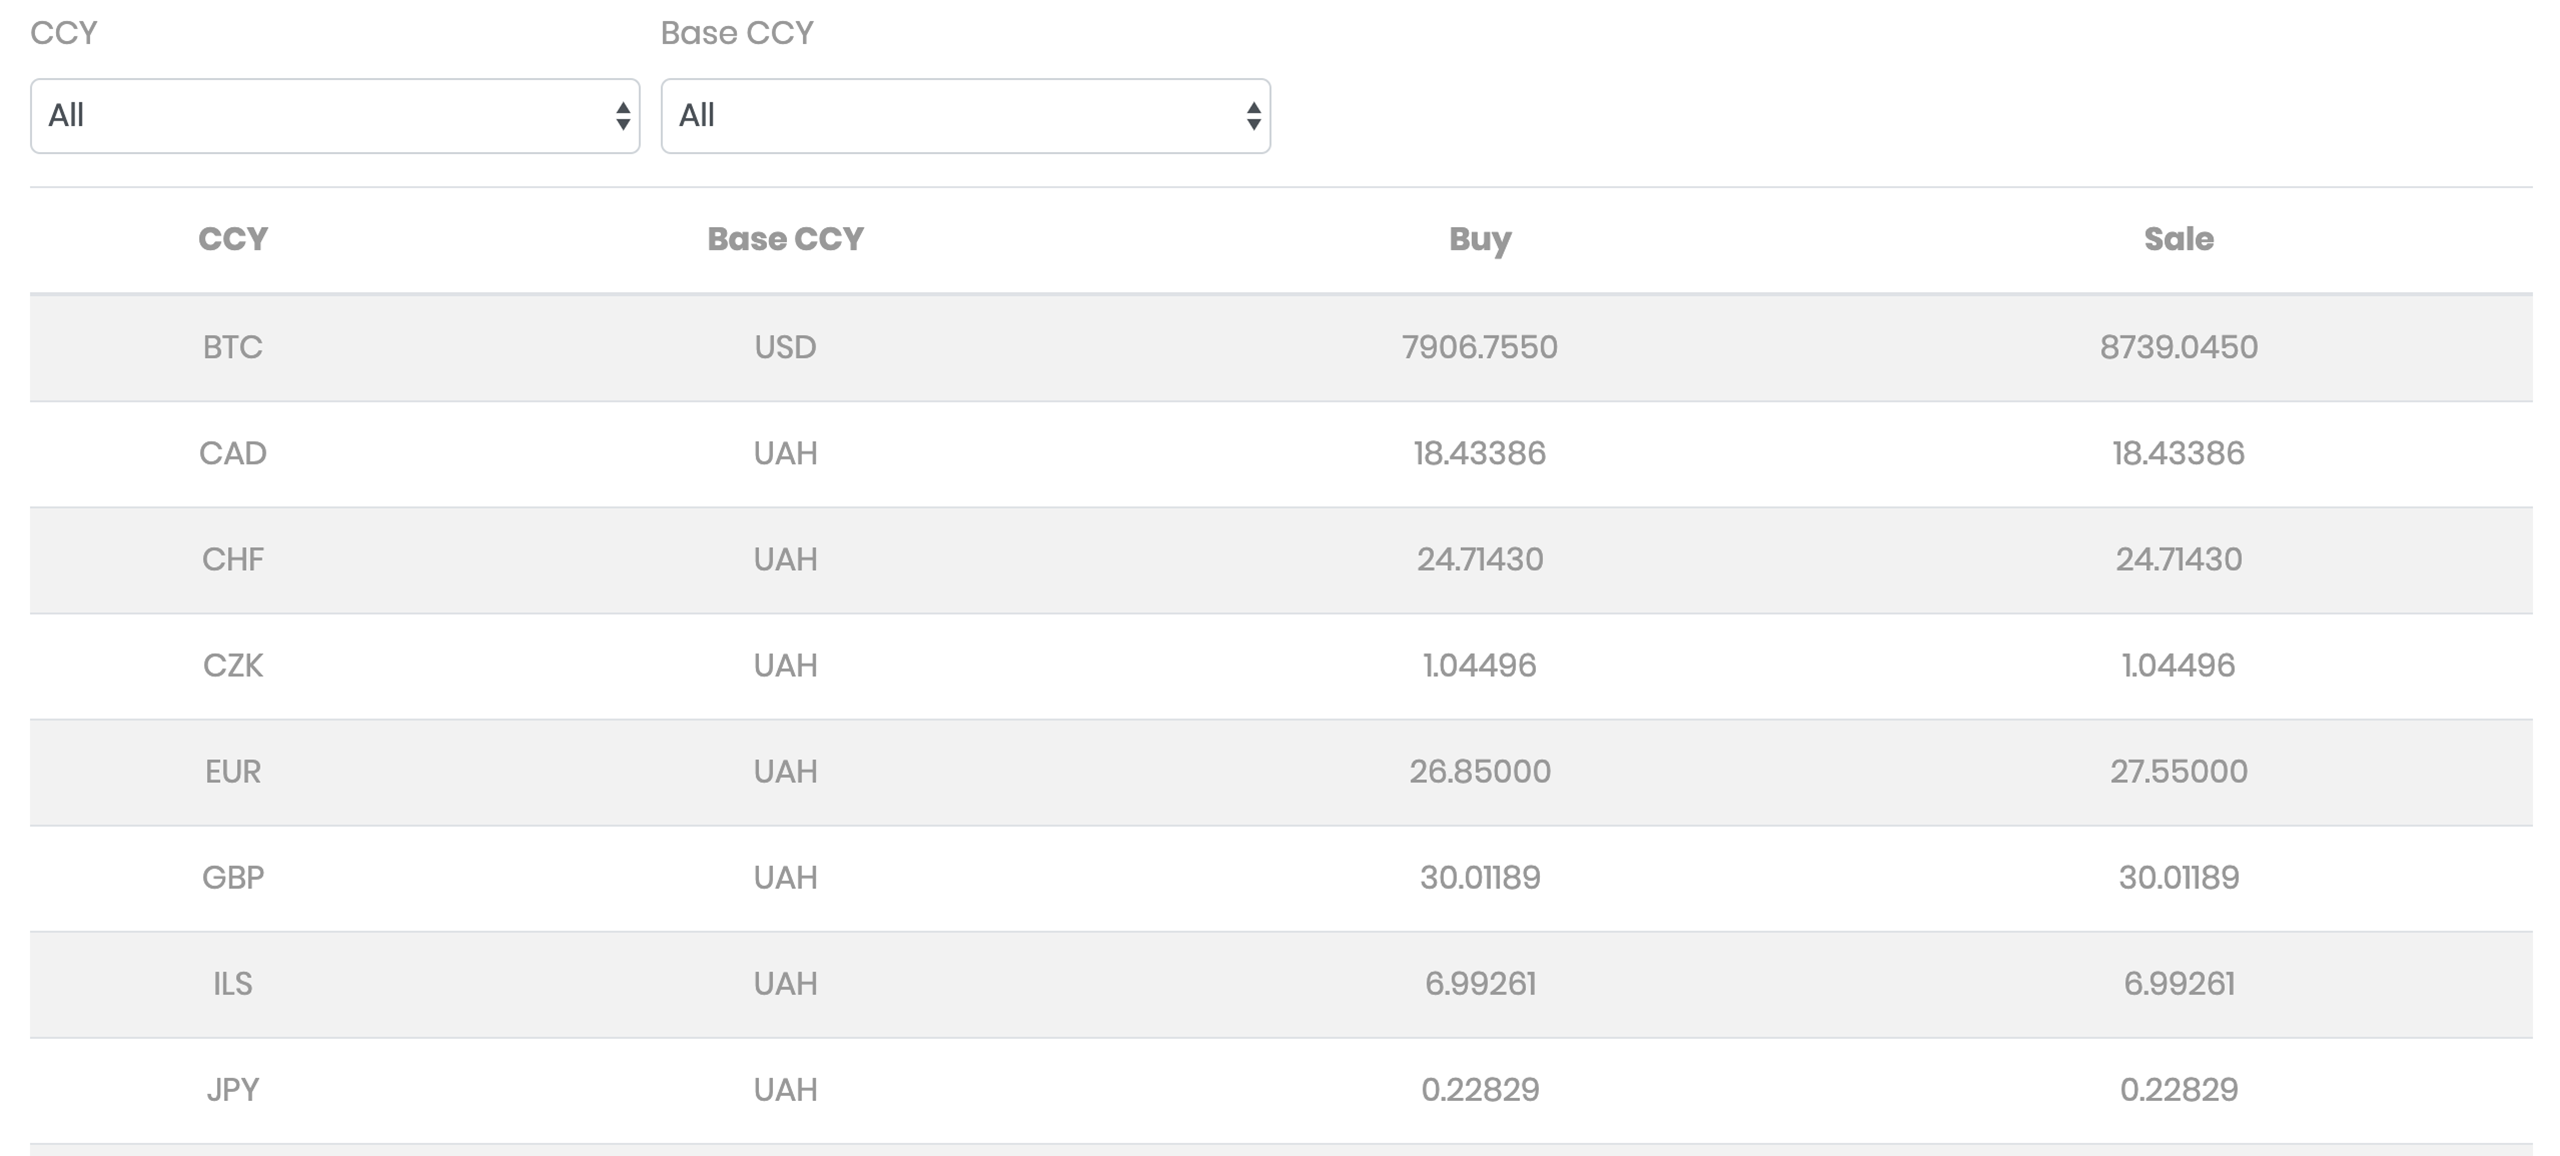 CCY Base CCY
All All
CCY Base CCY Buy Sale
BTC USD 7906.7550 8739.0450
CAD UAH 18.43386 18.43386
CHF UAH 24.71430 24.71430
CZK UAH 1.04496 1.04496
EUR UAH 26.85000 27.55000
GBP UAH 30.01189 30.01189
ILS UAH 6.99261 6.99261
JPY UAH 0.22829 0.22829